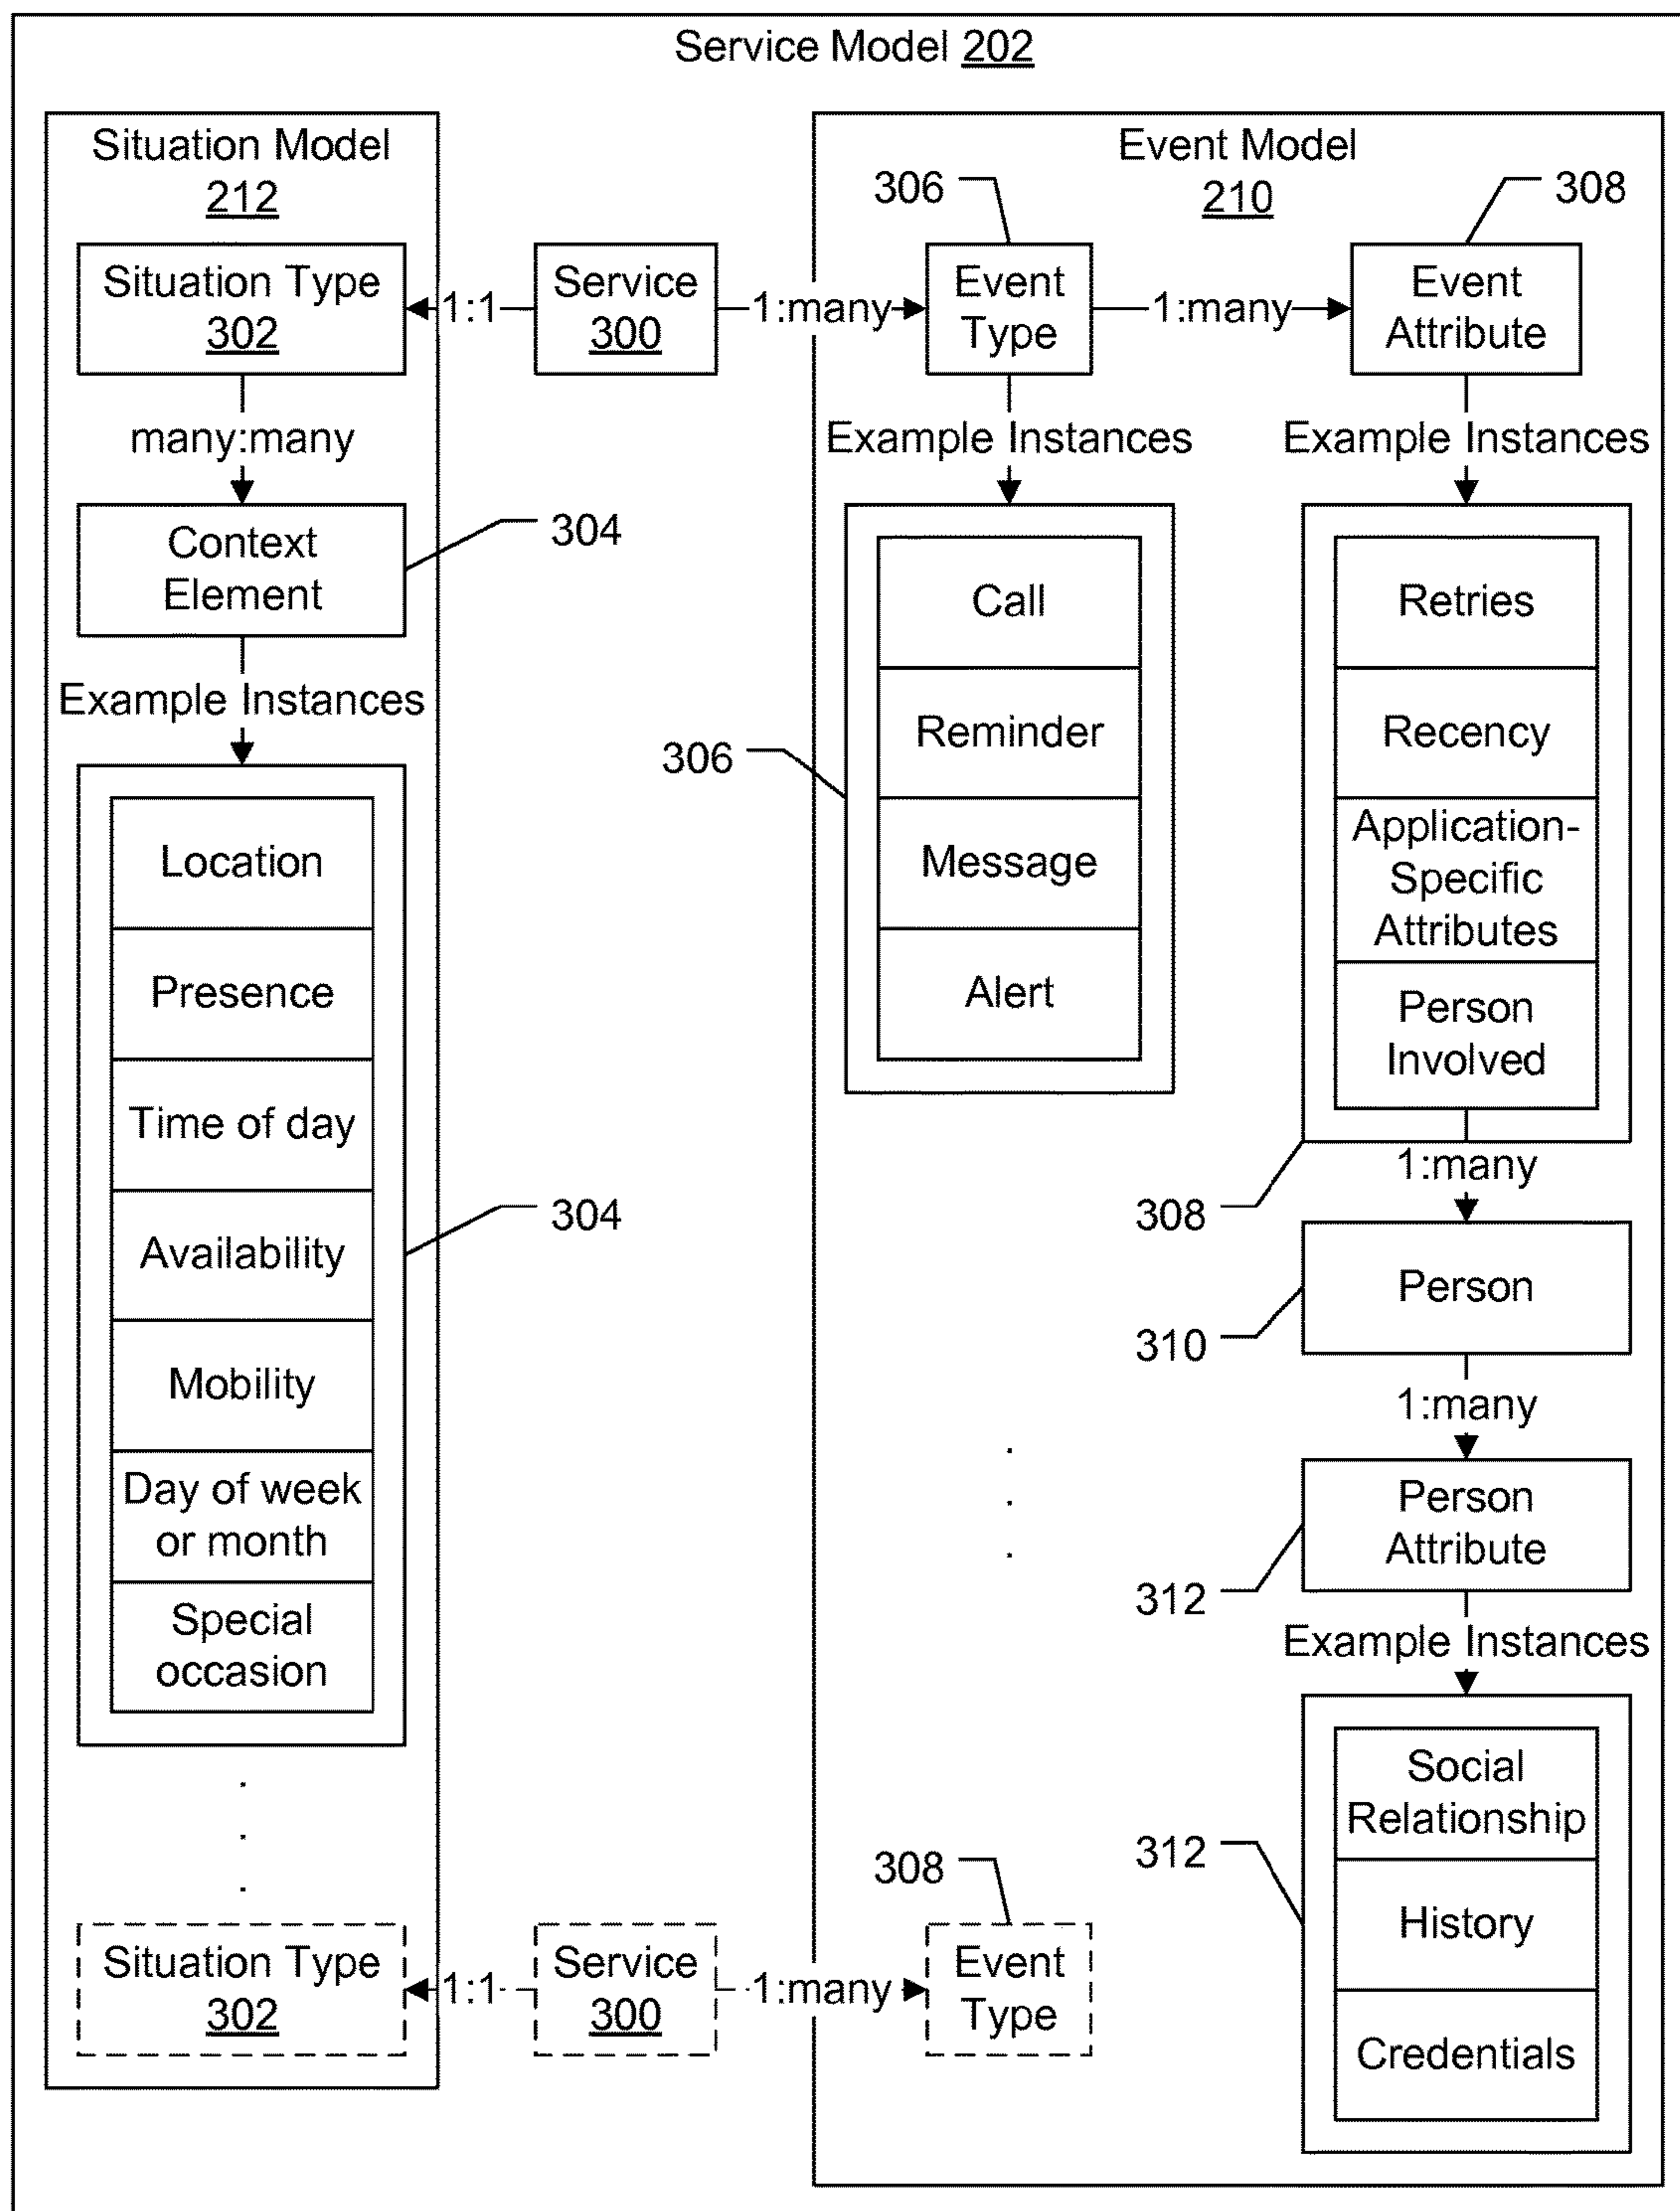 Service Model 202
Situation Model
212
Situation Type
302
1:1
Service
300
1:many
Event Model
210
306
Event
Type
1:many
308
Event
Attribute
many:many
Context
Element
304
Example Instances
Location
Presence
Time of day
Availability
Mobility
Day of week
or month
Special
occasion
304
.
.
.
Example Instances
Call
Reminder
Message
Alert
306
Example Instances
Retries
Recency
Application-
Specific
Attributes
Person
Involved
308
1:many
Person
310
1:many
Person
Attribute
312
Example Instances
Social
Relationship
History
Credentials
312
.
.
.
Situation Type
302
1:1
Service
300
1:many
308
Event
Type